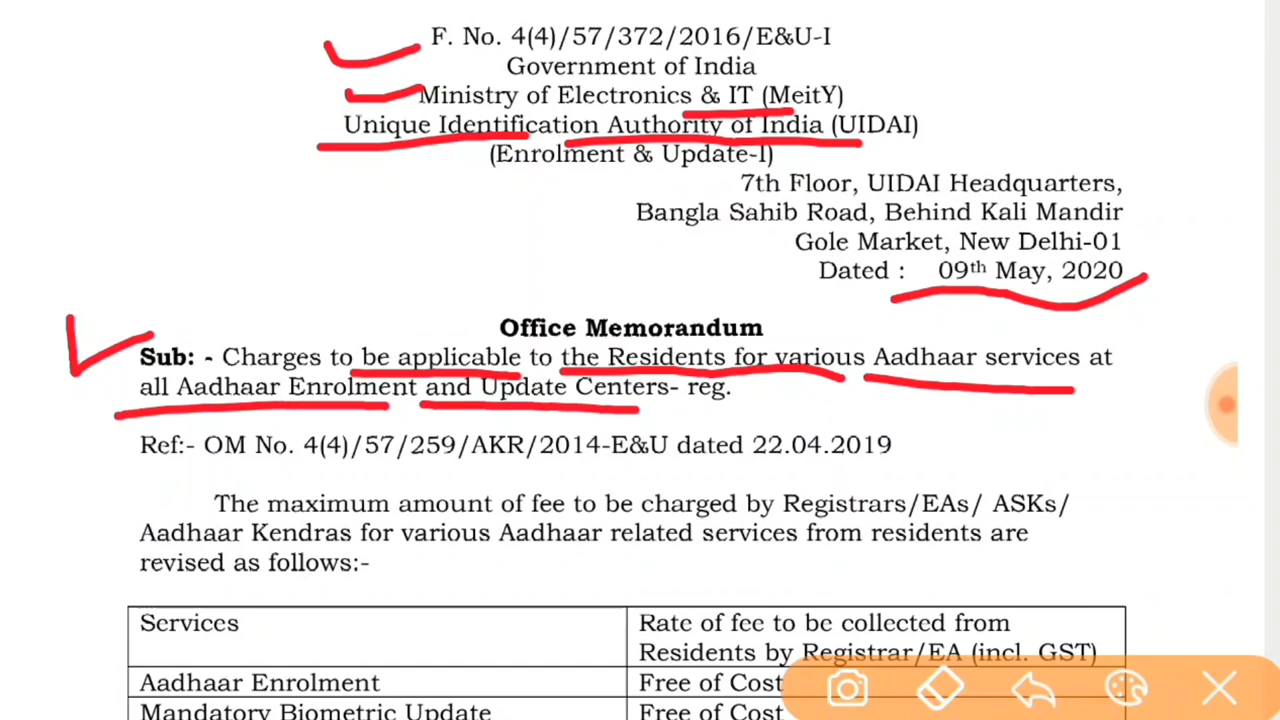 F. No. 4(4)/57/372/2016/E&U-I
Government of India
Ministry of Electronics & IT (MeitY)
Unique Identification Authority of India (UIDAI)
(Enrolment & Update-I)
7th Floor, UIDAI Headquarters,
Bangla Sahib Road, Behind Kali Mandir
Gole Market, New Delhi-01
Dated : 09th May, 2020
Office Memorandum
Sub: - Charges to be applicable to the Residents for various Aadhaar services at
all Aadhaar Enrolment and Update Centers- reg.
Ref:- OM No. 4(4)/57/259/AKR/2014-E&U dated 22.04.2019
The maximum amount of fee to be charged by Registrars/EAs/ ASKs/
Aadhaar Kendras for various Aadhaar related services from residents are
revised as follows:-
Services
Rate of fee to be collected from
Residents by Registrar/EA (incl. GST)
Aadhaar Enrolment
Free of Cost
Mandatory Biometric Update
Free of Cost